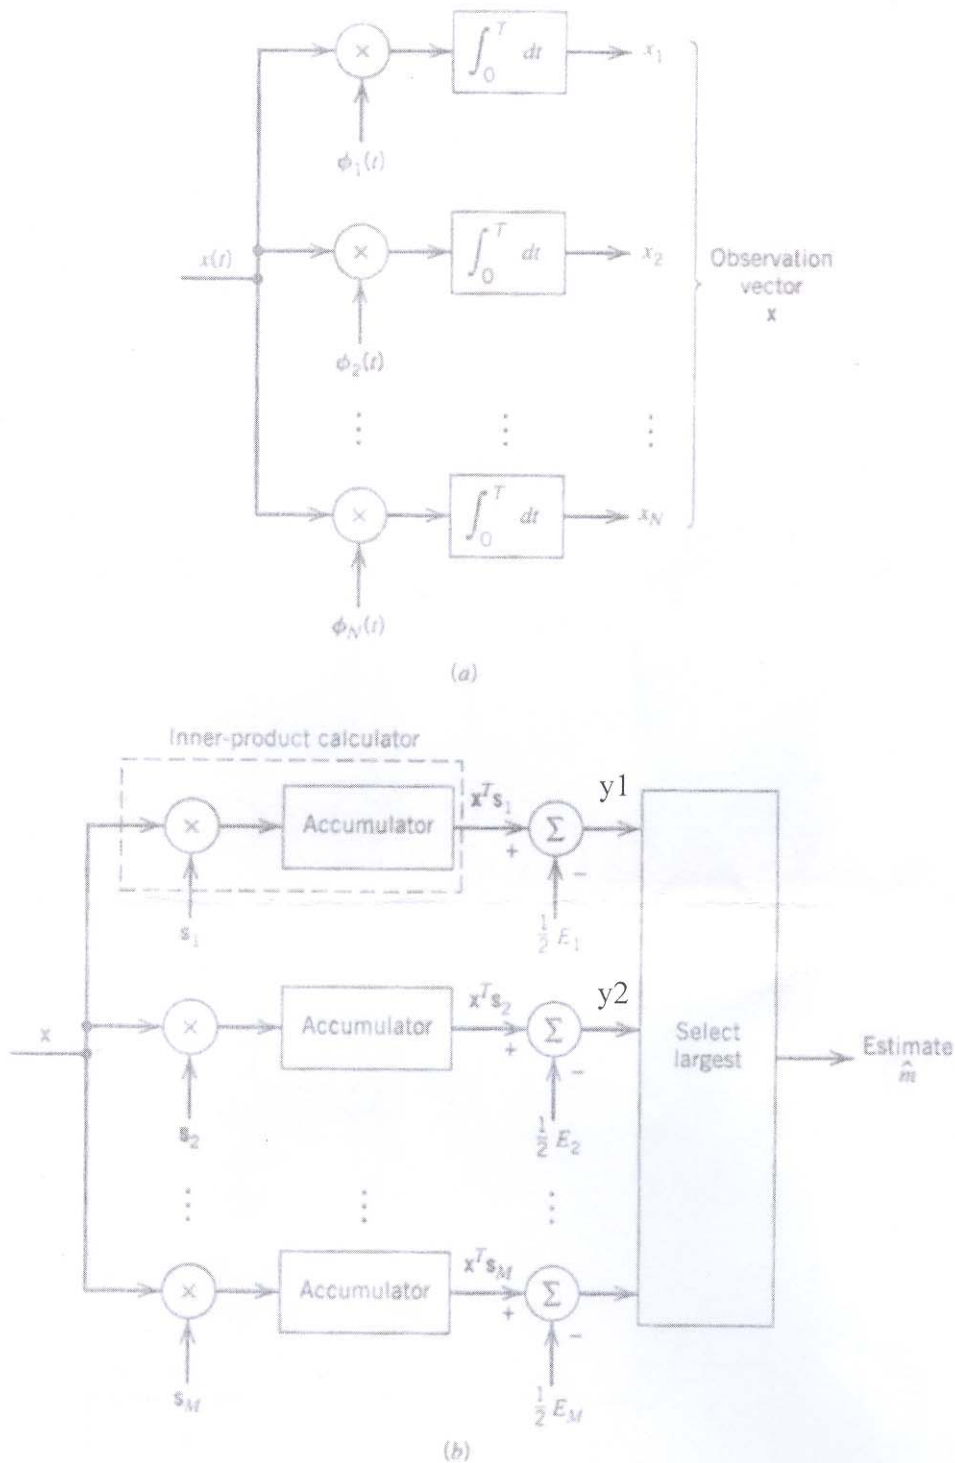 ∫₀ᵀ dt
x₁
ϕ₁(t)
x(t)
∫₀ᵀ dt
x₂
Observation
vector
x
ϕ₂(t)
∫₀ᵀ dt
x_N
ϕ_N(t)
(a)
Inner-product calculator
Accumulator
xᵀs₁
Σ
y1
+
−
s₁
½ E₁
x
Accumulator
xᵀs₂
Σ
y2
+
−
s₂
½ E₂
Select
largest
Estimate
m̂
Accumulator
xᵀs_M
Σ
+
−
s_M
½ E_M
(b)